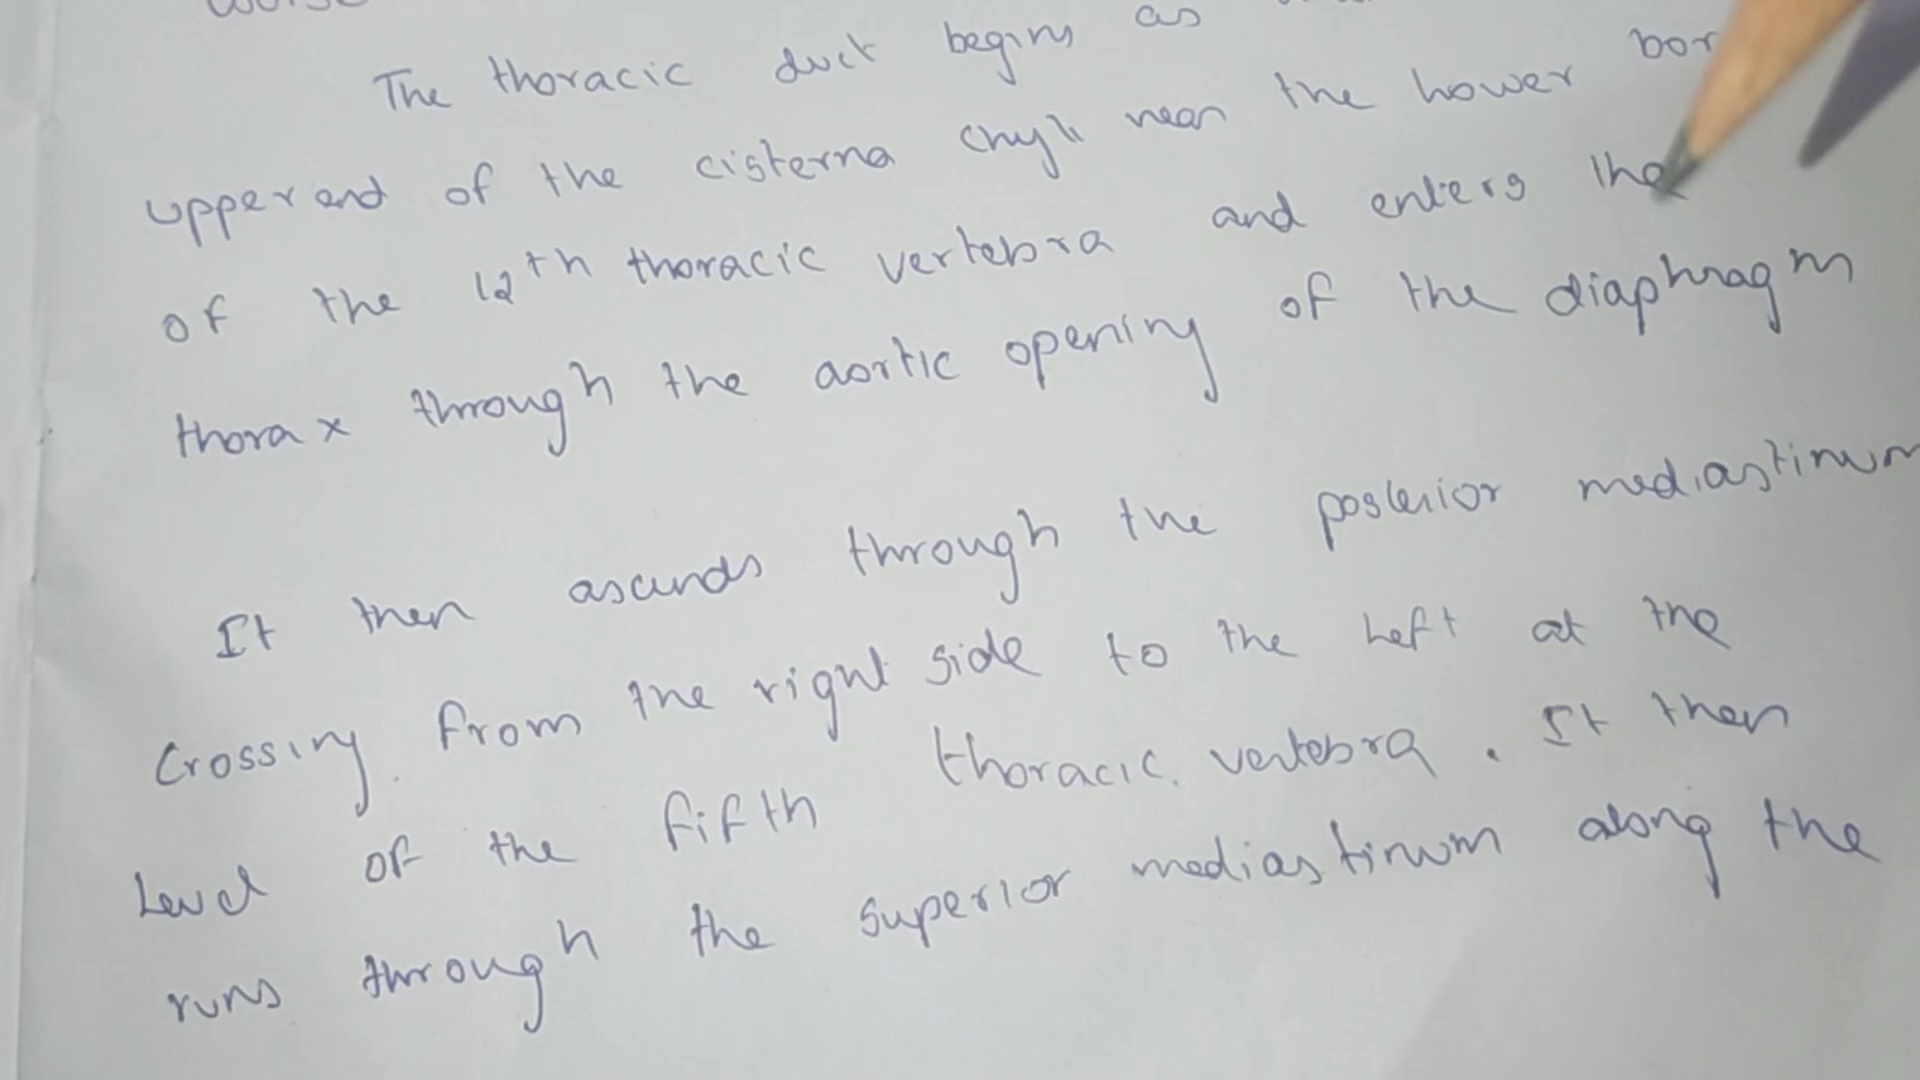 The thoracic duct begins as
upper end of the cisterna chyli near the hower bor
of the 12th thoracic vertebra and enters the
thorax through the aortic opening of the diaphragm
It then ascends through the posterior mediastinum
Crossing from the right side to the Left at the
Level of the fifth thoracic vertebra. It then
runs through the superior mediastinum along the